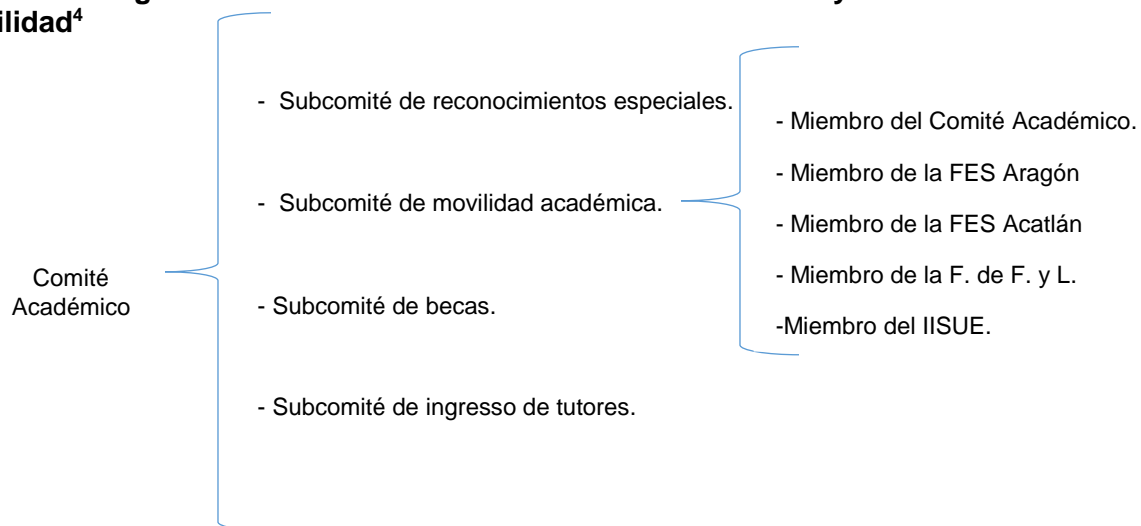 ilidad⁴
- Subcomité de reconocimientos especiales.
- Subcomité de movilidad académica.
- Subcomité de becas.
- Subcomité de ingresso de tutores.
Comité
Académico
- Miembro del Comité Académico.
- Miembro de la FES Aragón
- Miembro de la FES Acatlán
- Miembro de la F. de F. y L.
-Miembro del IISUE.